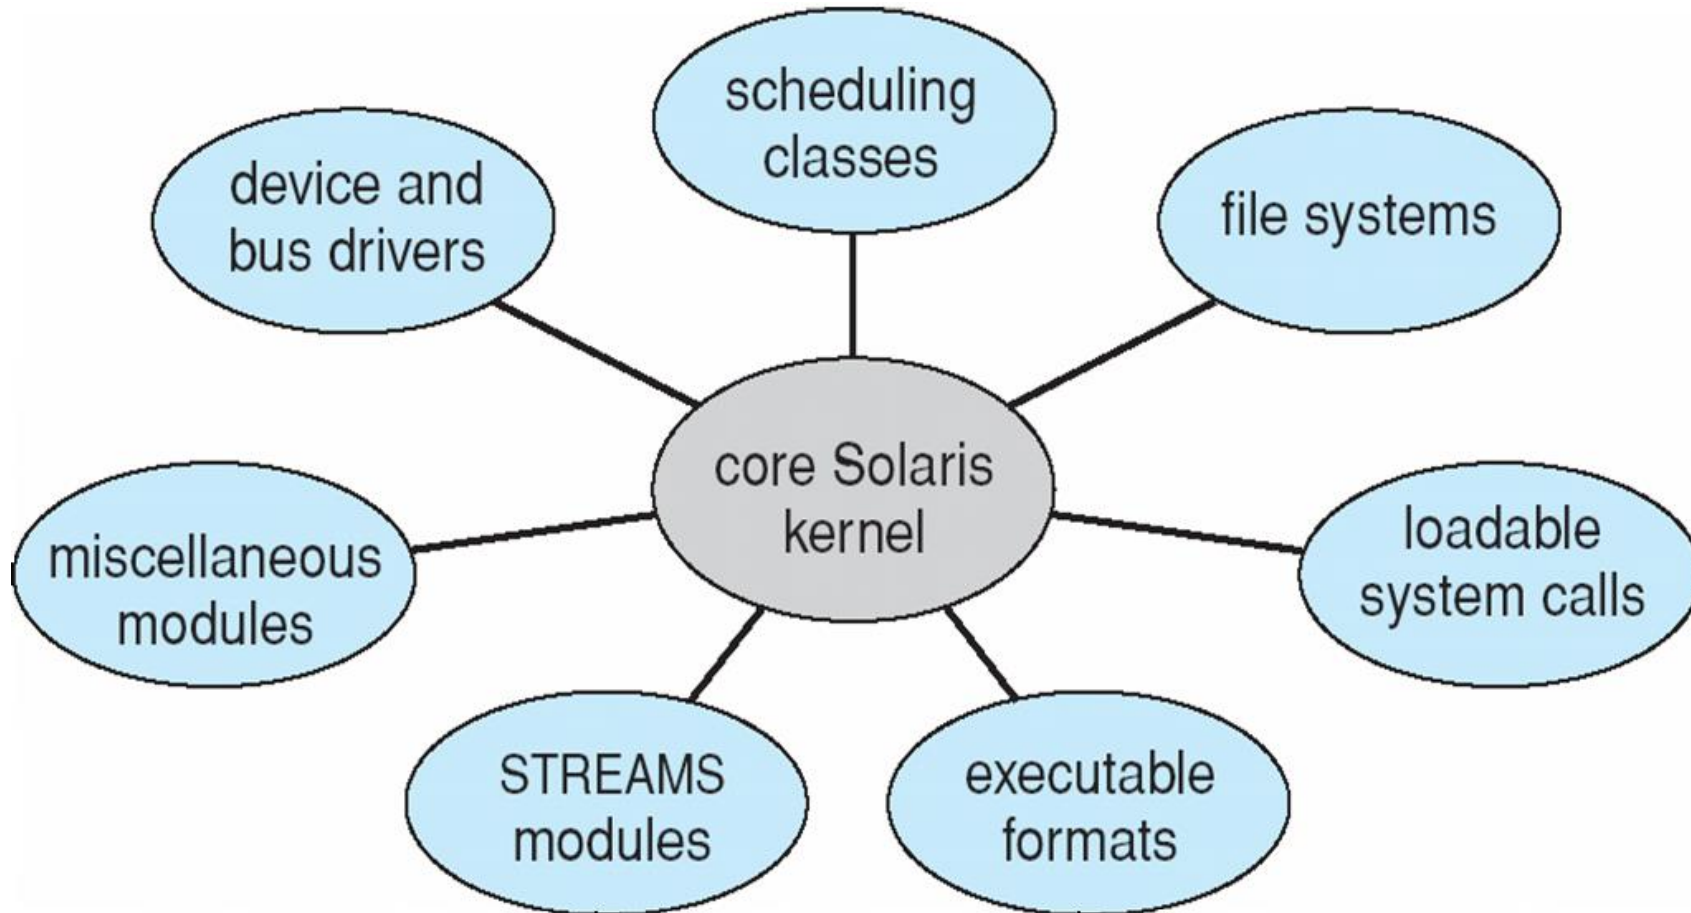 scheduling
classes
device and
bus drivers
file systems
core Solaris
kernel
loadable
system calls
miscellaneous
modules
STREAMS
modules
executable
formats